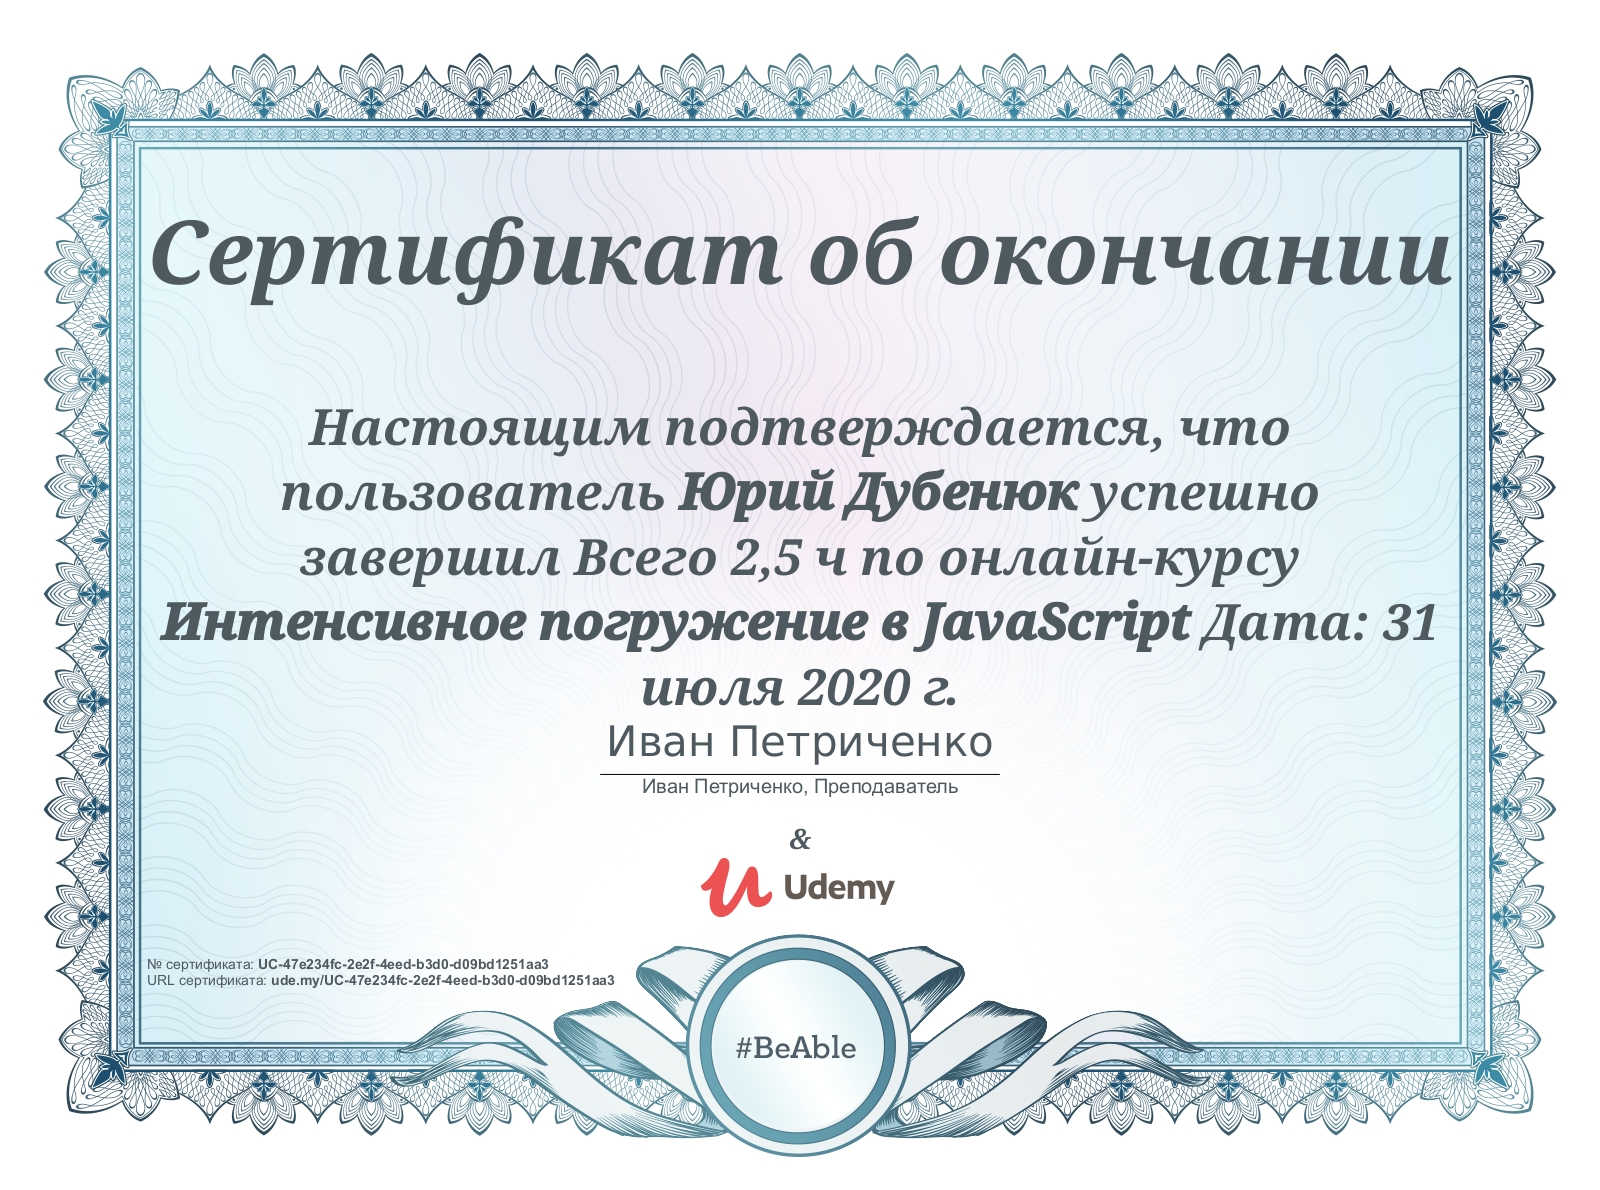 Сертификат об окончании
Настоящим подтверждается, что
пользователь Юрий Дубенюк успешно
завершил Всего 2,5 ч по онлайн-курсу
Интенсивное погружение в JavaScript Дата: 31
июля 2020 г.
Иван Петриченко
Иван Петриченко, Преподаватель
&
Udemy
№ сертификата: UC-47e234fc-2e2f-4eed-b3d0-d09bd1251aa3
URL сертификата: ude.my/UC-47e234fc-2e2f-4eed-b3d0-d09bd1251aa3
#BeAble